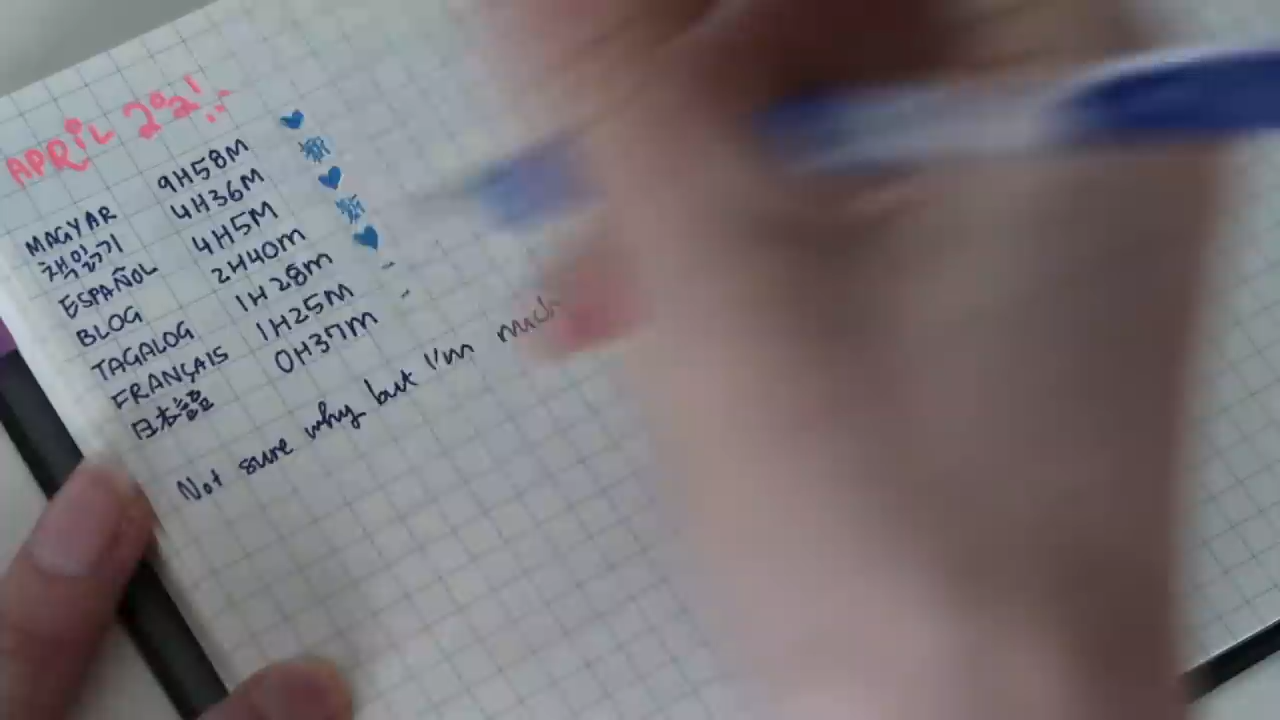 APRIL 2021
MAGYAR 9H58M
책읽기 4H36M
ESPAÑOL 4H5M
BLOG 2H40M
TAGALOG 1H28M
FRANÇAIS 1H25M
日本語 0H37M
Not sure why but I'm much